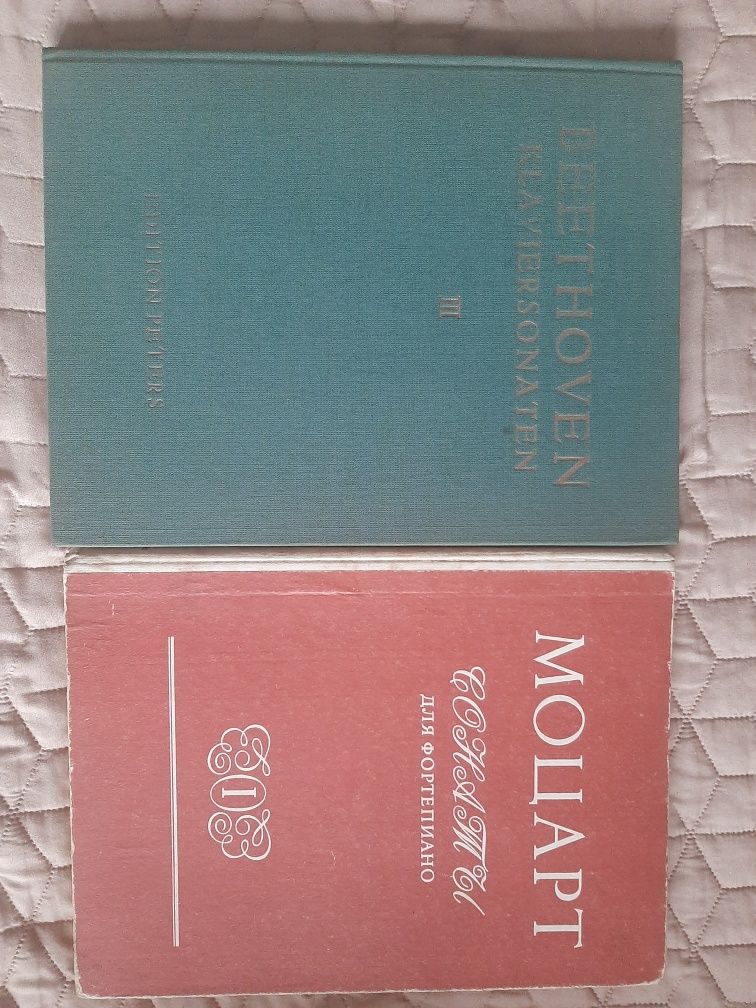 BEETHOVEN
KLAVIERSONATEN
III
EDITION PETERS
МОЦАРТ
СОНАТЫ
ДЛЯ ФОРТЕПИАНО
I